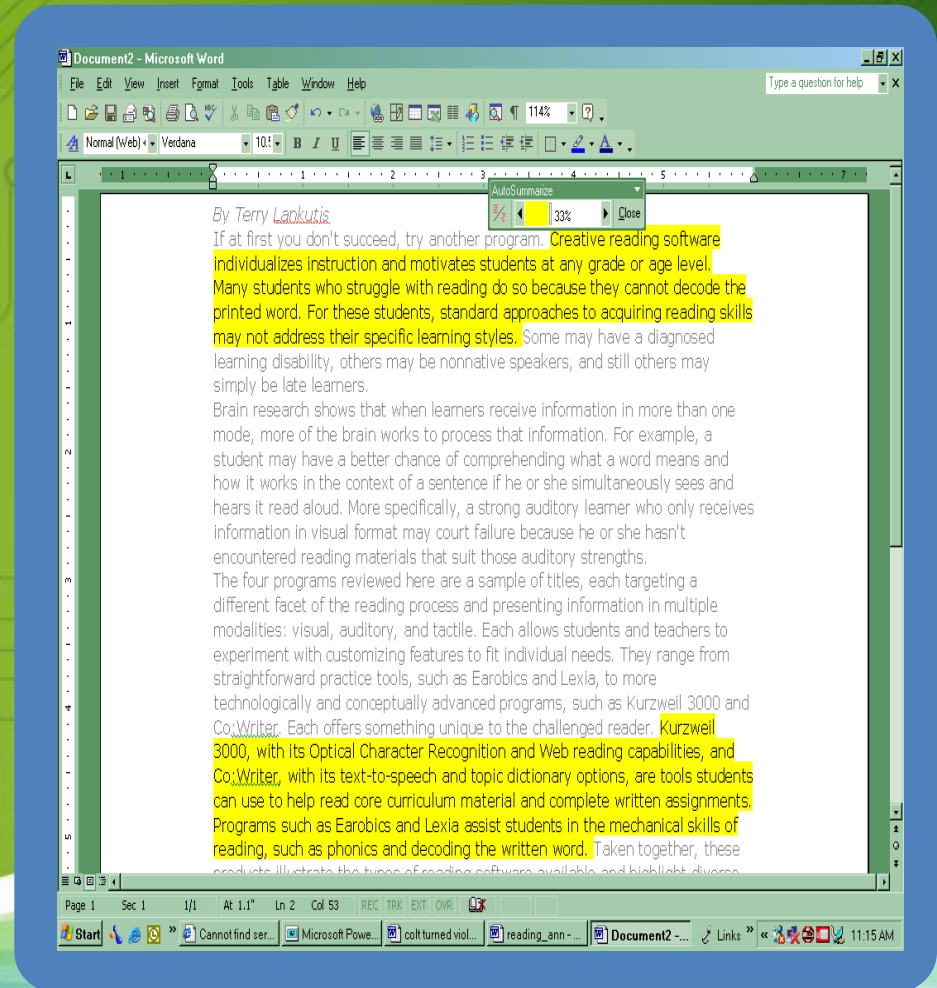 Document2 - Microsoft Word
File Edit View Insert Format Tools Table Window Help
Type a question for help
114%
Normal (Web) + Verdana 10.5 B I U
1 1 2 3 4 5 7
AutoSummarize
33% Close
By Terry Lankutis
If at first you don't succeed, try another program. Creative reading software
individualizes instruction and motivates students at any grade or age level.
Many students who struggle with reading do so because they cannot decode the
printed word. For these students, standard approaches to acquiring reading skills
may not address their specific learning styles. Some may have a diagnosed
learning disability, others may be nonnative speakers, and still others may
simply be late learners.
Brain research shows that when learners receive information in more than one
mode, more of the brain works to process that information. For example, a
student may have a better chance of comprehending what a word means and
how it works in the context of a sentence if he or she simultaneously sees and
hears it read aloud. More specifically, a strong auditory learner who only receives
information in visual format may court failure because he or she hasn't
encountered reading materials that suit those auditory strengths.
The four programs reviewed here are a sample of titles, each targeting a
different facet of the reading process and presenting information in multiple
modalities: visual, auditory, and tactile. Each allows students and teachers to
experiment with customizing features to fit individual needs. They range from
straightforward practice tools, such as Earobics and Lexia, to more
technologically and conceptually advanced programs, such as Kurzweil 3000 and
Co:Writer. Each offers something unique to the challenged reader. Kurzweil
3000, with its Optical Character Recognition and Web reading capabilities, and
Co:Writer, with its text-to-speech and topic dictionary options, are tools students
can use to help read core curriculum material and complete written assignments.
Programs such as Earobics and Lexia assist students in the mechanical skills of
reading, such as phonics and decoding the written word. Taken together, these
products illustrate the types of reading software available and highlight diverse
Page 1 Sec 1 1/1 At 1.1" Ln 2 Col 53 REC TRK EXT OVR
Start » Cannot find ser... Microsoft Powe... colt turned viol... reading_ann - ... Document2 -... Links » « 11:15 AM